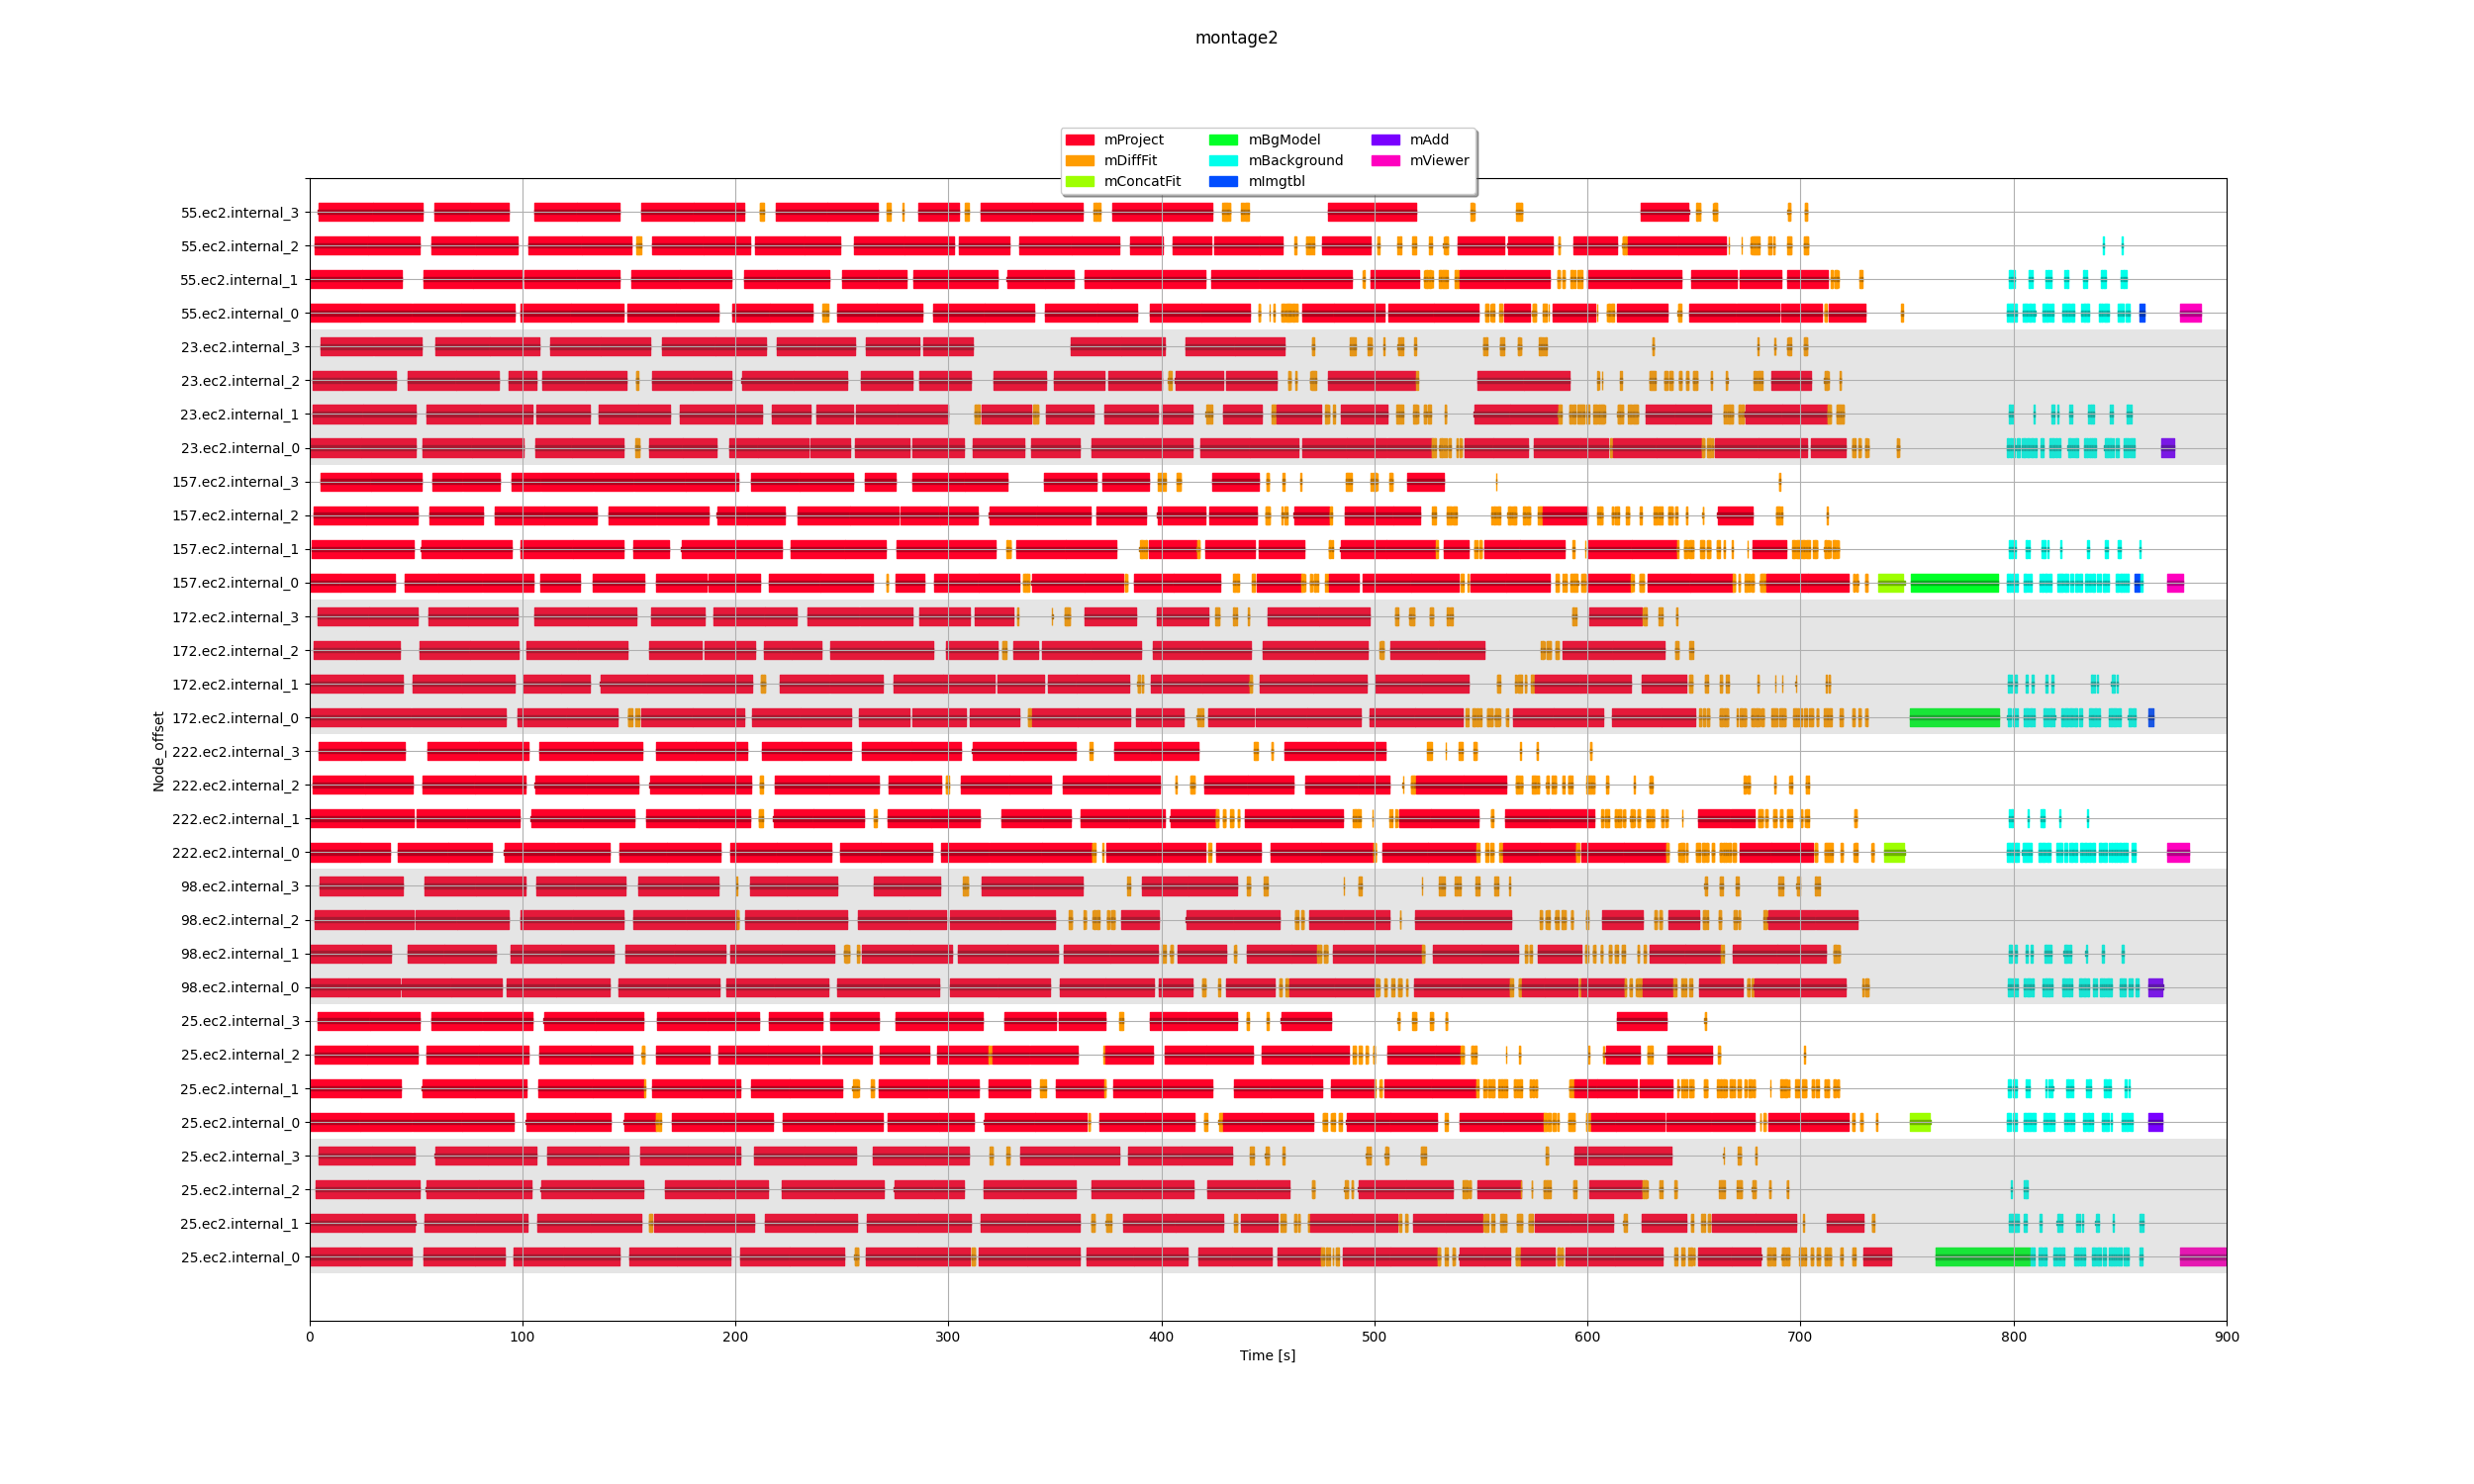 montage2
mProject mBgModel mAdd
mDiffFit mBackground mViewer
mConcatFit mImgtbl
55.ec2.internal_3
55.ec2.internal_2
55.ec2.internal_1
55.ec2.internal_0
23.ec2.internal_3
23.ec2.internal_2
23.ec2.internal_1
23.ec2.internal_0
157.ec2.internal_3
157.ec2.internal_2
157.ec2.internal_1
157.ec2.internal_0
172.ec2.internal_3
172.ec2.internal_2
172.ec2.internal_1
172.ec2.internal_0
222.ec2.internal_3
222.ec2.internal_2
222.ec2.internal_1
222.ec2.internal_0
98.ec2.internal_3
98.ec2.internal_2
98.ec2.internal_1
98.ec2.internal_0
25.ec2.internal_3
25.ec2.internal_2
25.ec2.internal_1
25.ec2.internal_0
25.ec2.internal_3
25.ec2.internal_2
25.ec2.internal_1
25.ec2.internal_0
Node_offset
0 100 200 300 400 500 600 700 800 900
Time [s]